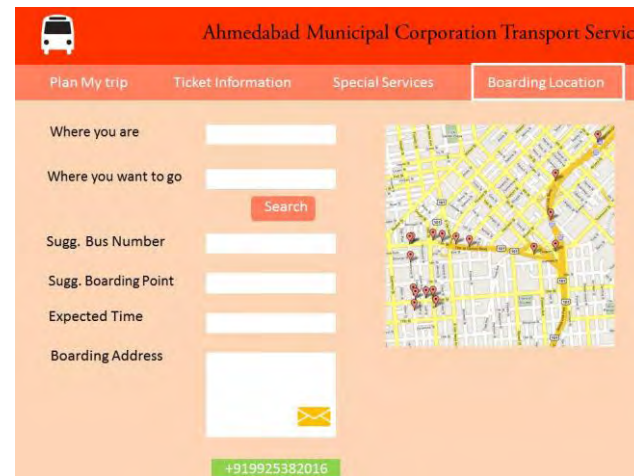 Ahmedabad Municipal Corporation Transport Servic
Plan My trip Ticket Information Special Services Boarding Location
Where you are
Where you want to go
Search
Sugg. Bus Number
Sugg. Boarding Point
Expected Time
Boarding Address
+919925382016